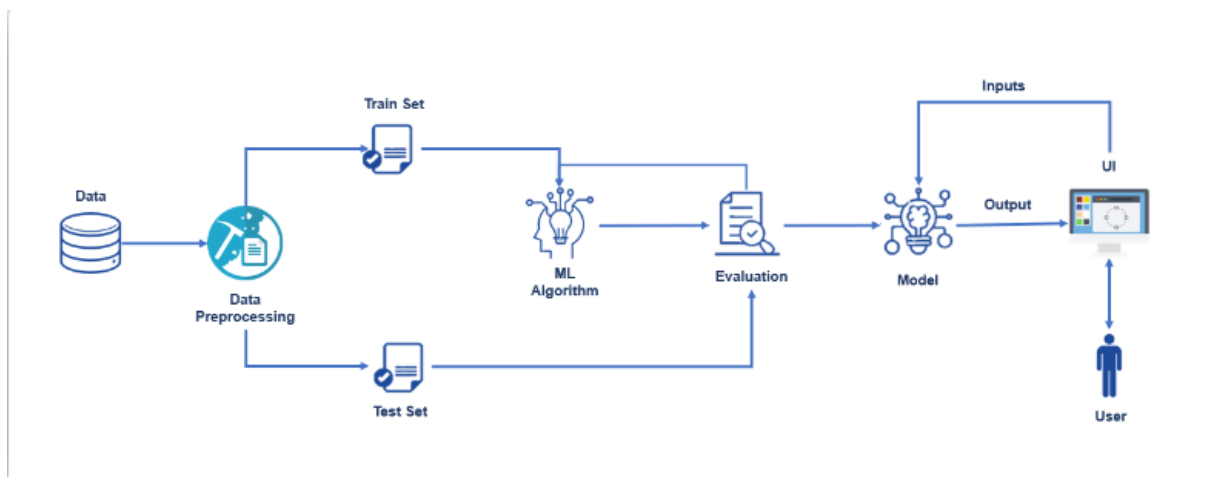 Data
Data
Preprocessing
Train Set
Test Set
ML
Algorithm
Evaluation
Model
Inputs
Output
UI
User